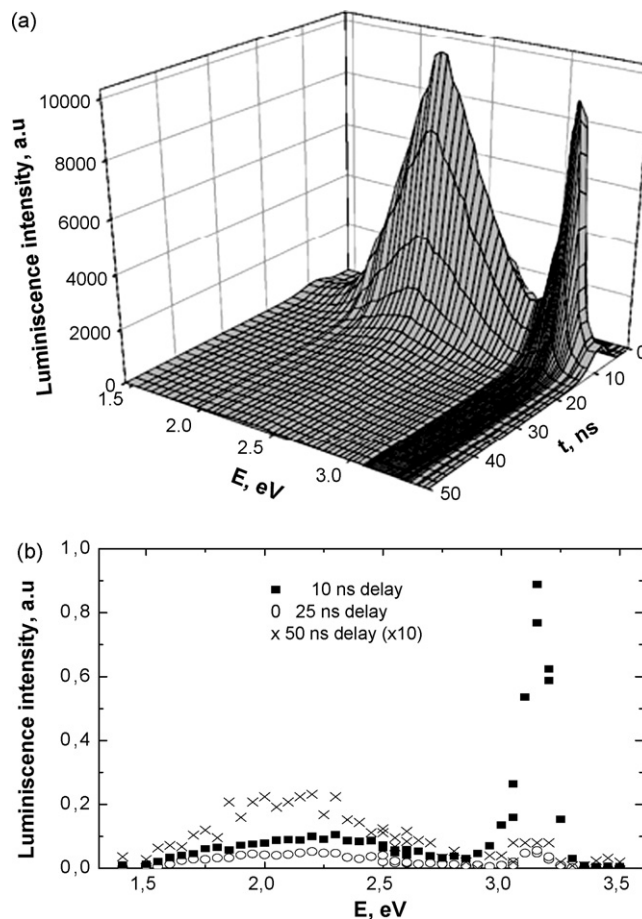 (a)
Luminiscence intensity, a.u
10000
8000
6000
4000
2000
0
1.5
2.0
2.5
3.0
E, eV
0
10
20
30
40
50
t, ns
(b)
Luminiscence intensity, a.u
1,0
0,8
0,6
0,4
0,2
0,0
■ 10 ns delay
0 25 ns delay
x 50 ns delay (x10)
1,5 2,0 2,5 3,0 3,5
E, eV